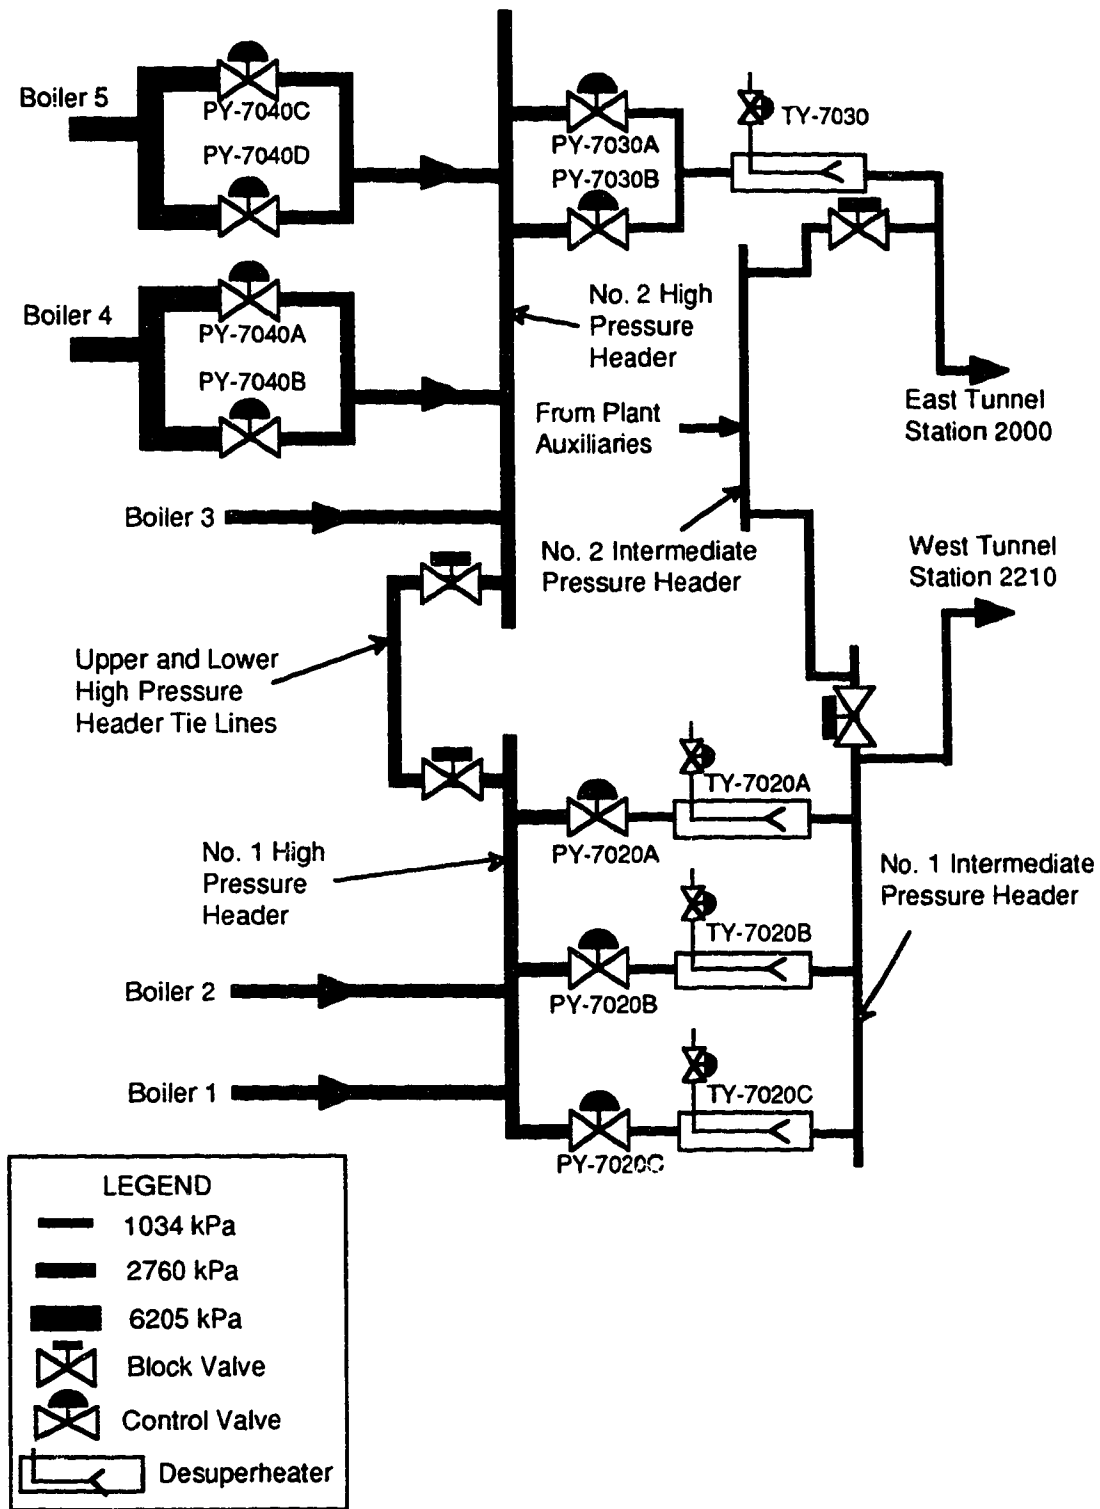 Boiler 5
PY-7040C
PY-7040D
Boiler 4
PY-7040A
PY-7040B
Boiler 3
PY-7030A
PY-7030B
TY-7030
No. 2 High
Pressure
Header
From Plant
Auxiliaries
East Tunnel
Station 2000
No. 2 Intermediate
Pressure Header
West Tunnel
Station 2210
Upper and Lower
High Pressure
Header Tie Lines
No. 1 High
Pressure
Header
TY-7020A
PY-7020A
No. 1 Intermediate
Pressure Header
Boiler 2
TY-7020B
PY-7020B
Boiler 1
TY-7020C
PY-7020C
LEGEND
1034 kPa
2760 kPa
6205 kPa
Block Valve
Control Valve
Desuperheater